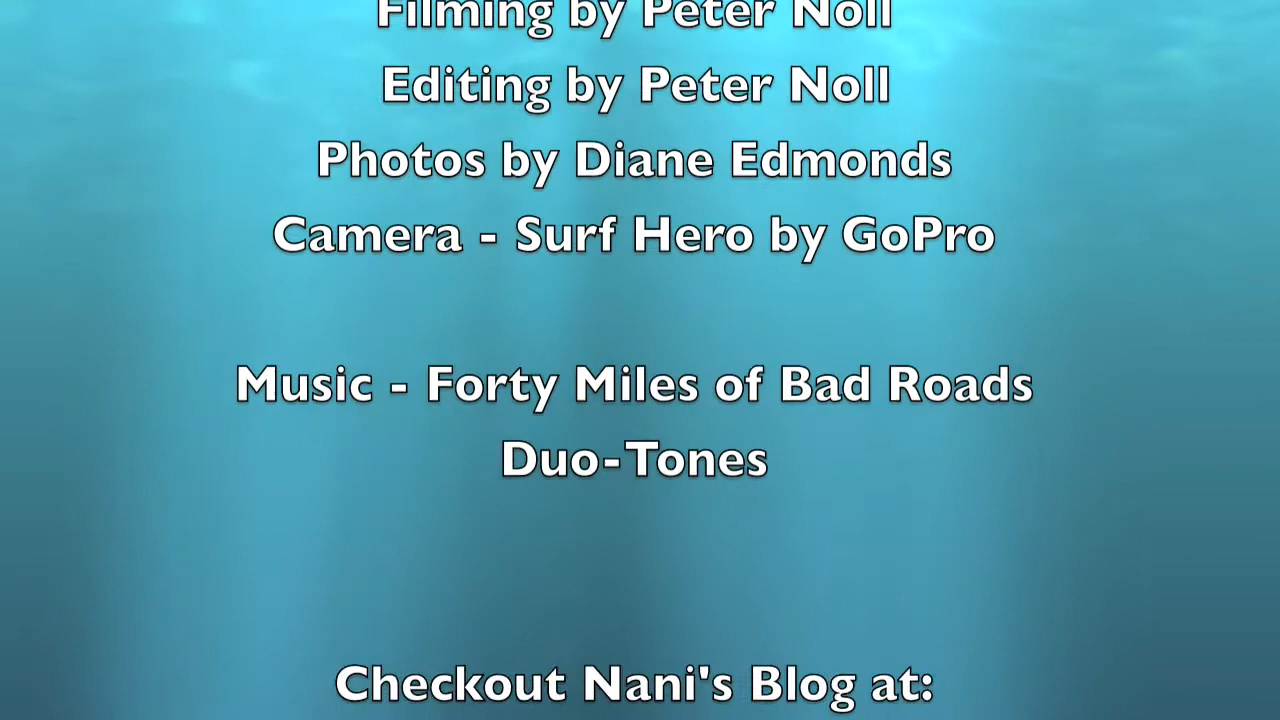 Filming by Peter Noll
Editing by Peter Noll
Photos by Diane Edmonds
Camera - Surf Hero by GoPro
Music - Forty Miles of Bad Roads
Duo-Tones
Checkout Nani's Blog at: